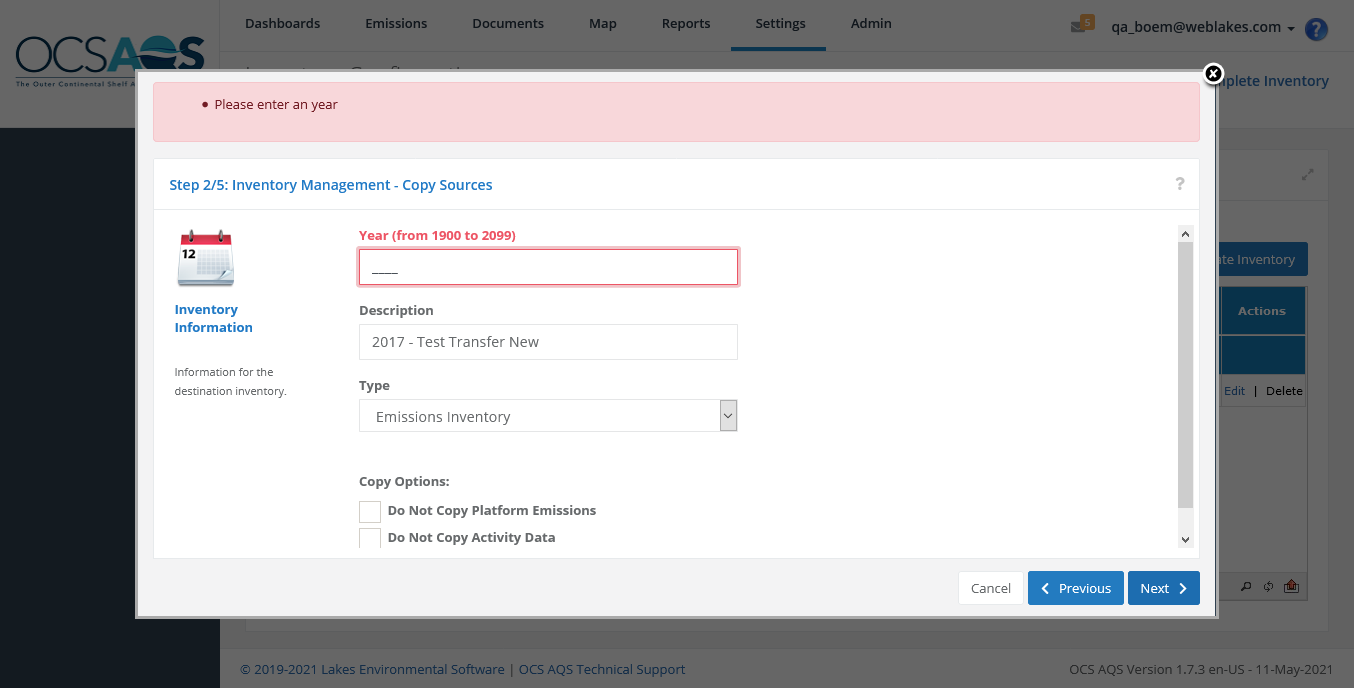 Dashboards Emissions Documents Map Reports Settings Admin
5
qa_boem@weblakes.com
?
OCSAQS
The Outer Continental Shelf A
plete Inventory
Please enter an year
Step 2/5: Inventory Management - Copy Sources
?
12
Inventory
Information
Information for the
destination inventory.
Year (from 1900 to 2099)
____
Description
2017 - Test Transfer New
Type
Emissions Inventory
Copy Options:
Do Not Copy Platform Emissions
Do Not Copy Activity Data
te Inventory
Actions
Edit | Delete
Cancel
Previous
Next
© 2019-2021 Lakes Environmental Software | OCS AQS Technical Support
OCS AQS Version 1.7.3 en-US - 11-May-2021